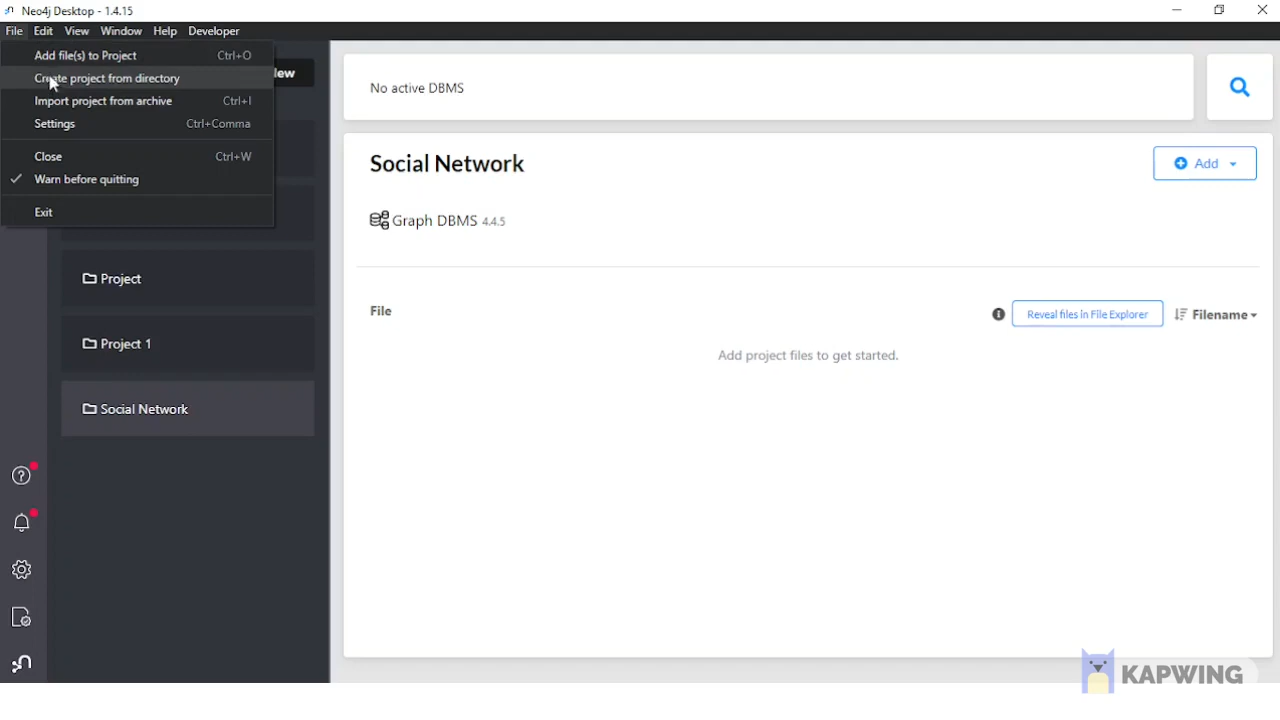 Neo4j Desktop - 1.4.15
File Edit View Window Help Developer
Add file(s) to Project Ctrl+O
Create project from directory
Import project from archive Ctrl+I
Settings Ctrl+Comma
Close Ctrl+W
Warn before quitting
Exit
Project
Project 1
Social Network
No active DBMS
Social Network
Add
Graph DBMS 4.4.5
File
Reveal files in File Explorer
Filename
Add project files to get started.
KAPWING